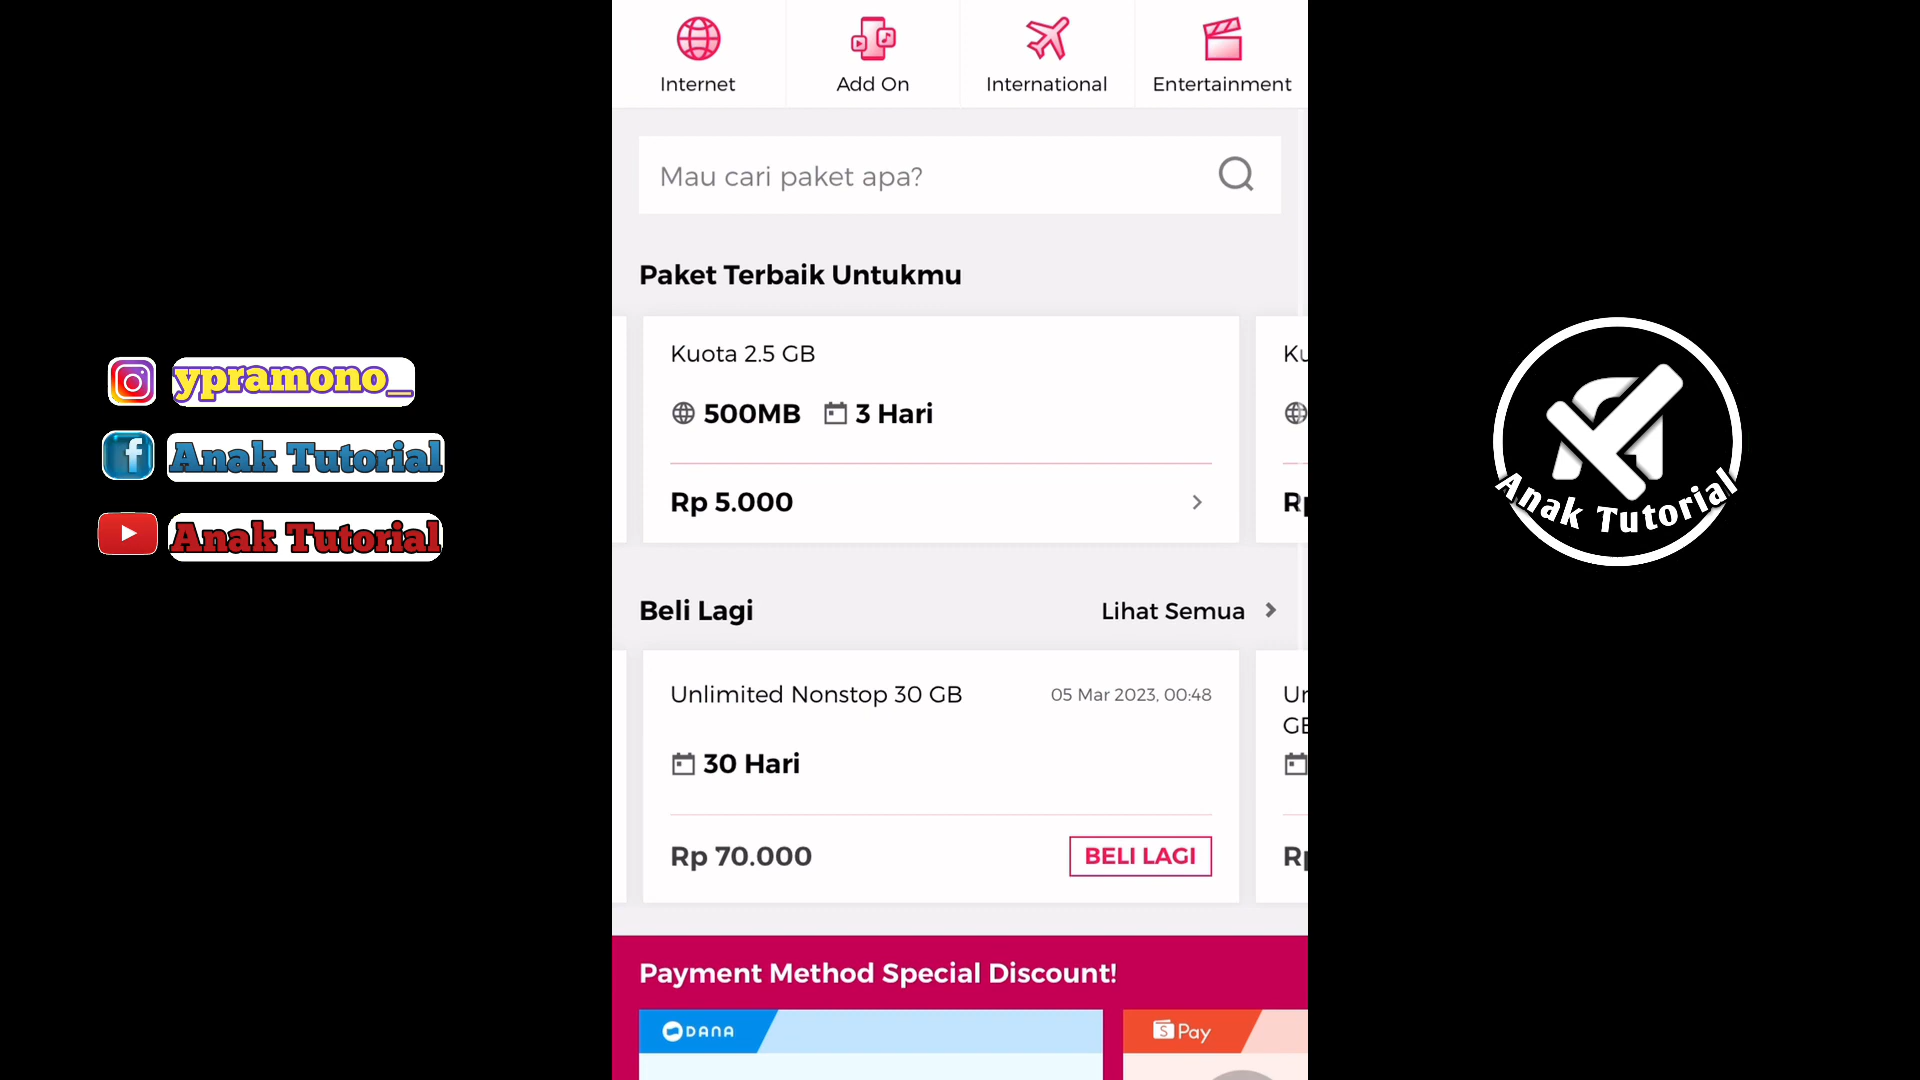 Internet
Add On
International
Entertainment
Mau cari paket apa?
Paket Terbaik Untukmu
Kuota 2.5 GB
500MB
3 Hari
Rp 5.000
Beli Lagi
Lihat Semua
Unlimited Nonstop 30 GB
05 Mar 2023, 00:48
30 Hari
Rp 70.000
BELI LAGI
GB
Payment Method Special Discount!
DANA
S Pay
ypramono_
Anak Tutorial
Anak Tutorial
Anak Tutorial